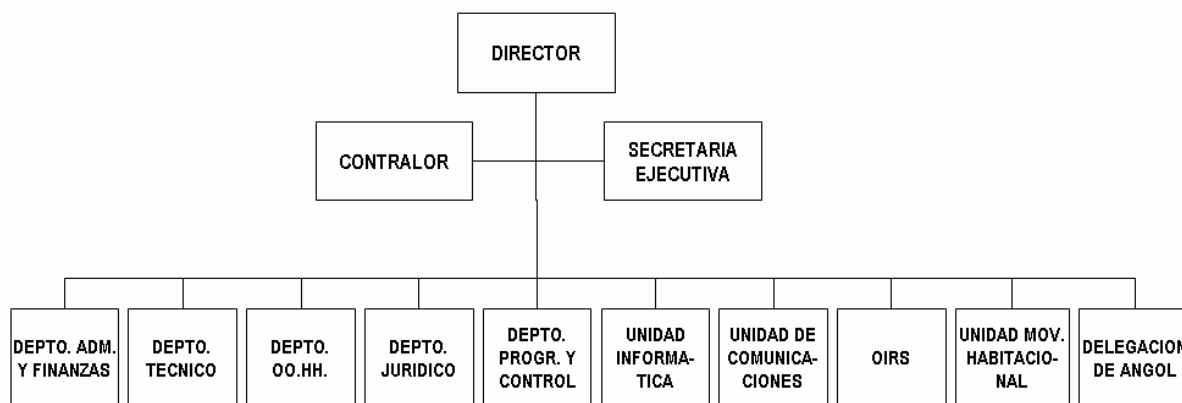 DIRECTOR
CONTRALOR
SECRETARIA
EJECUTIVA
DEPTO. ADM.
Y FINANZAS
DEPTO.
TECNICO
DEPTO.
OO.HH.
DEPTO.
JURIDICO
DEPTO.
PROGR. Y
CONTROL
UNIDAD
INFORMA-
TICA
UNIDAD DE
COMUNICA-
CIONES
OIRS
UNIDAD MOV.
HABITACIO-
NAL
DELEGACION
DE ANGOL